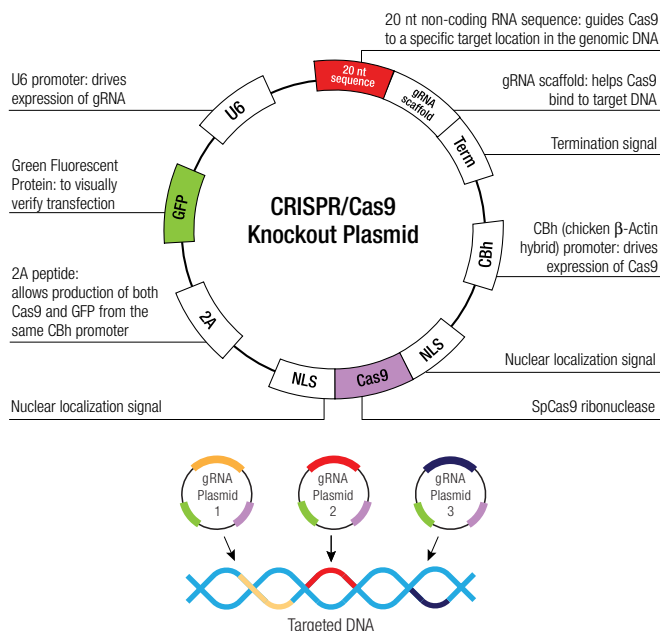 20 nt non-coding RNA sequence: guides Cas9
to a specific target location in the genomic DNA
U6 promoter: drives
expression of gRNA
gRNA scaffold: helps Cas9
bind to target DNA
Termination signal
Green Fluorescent
Protein: to visually
verify transfection
CBh (chicken β-Actin
hybrid) promoter: drives
expression of Cas9
2A peptide:
allows production of both
Cas9 and GFP from the
same CBh promoter
Nuclear localization signal
Nuclear localization signal
SpCas9 ribonuclease
20 nt
sequence
gRNA
scaffold
Term
CBh
NLS
Cas9
NLS
2A
GFP
U6
CRISPR/Cas9
Knockout Plasmid
gRNA
Plasmid
1
gRNA
Plasmid
2
gRNA
Plasmid
3
Targeted DNA